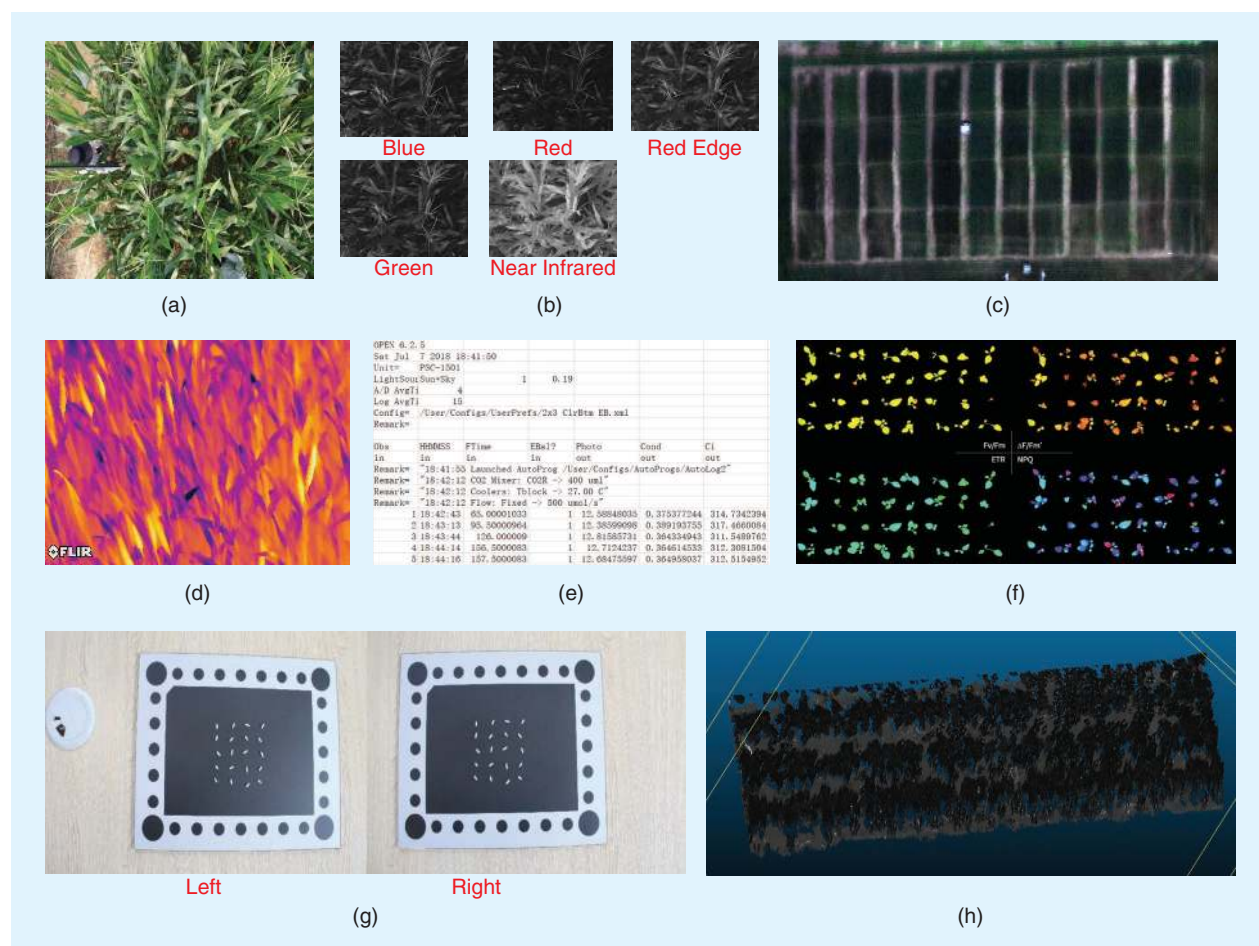 Blue
Red
Red Edge
Green
Near Infrared
(a)
(b)
(c)
OPEN 6.2.5
Sat Jul 7 2018 18:41:50
Unit= PSC-1501
LightSour Sun+Sky 1 0.19
A/D AvgTi 4
Log AvgTi 15
Config= /User/Configs/UserPrefs/2x3 ClrBtm EB.xml
Remark=
Obs HHMMSS FTime EBal? Photo Cond Ci
in in in in out out out
Remark= "18:41:55 Launched AutoProg /User/Configs/AutoProgs/AutoLog2"
Remark= "18:42:12 CO2 Mixer: CO2R -> 400 uml"
Remark= "18:42:12 Coolers: Tblock -> 27.00 C"
Remark= "18:42:12 Flow: Fixed -> 500 umol/s"
1 18:42:43 65.00001033 1 12.58848035 0.375377244 314.7342394
2 18:43:13 95.50000964 1 12.38599098 0.389193755 317.4660084
3 18:43:44 126.000009 1 12.81585731 0.364334943 311.5489762
4 18:44:14 156.5000083 1 12.7124237 0.364614533 312.3081504
5 18:44:16 157.5000083 1 12.68475597 0.364958037 312.5154952
Fv/Fm ΔF/Fm'
ETR NPQ
FLIR
(d)
(e)
(f)
Left
Right
(g)
(h)